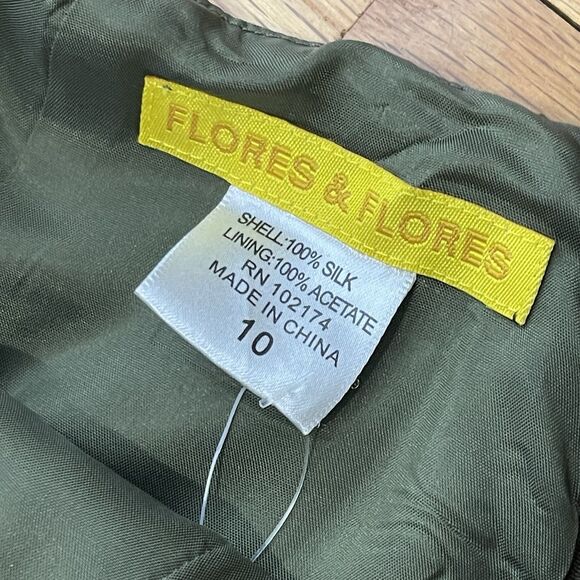 FLORES & FLORES
SHELL:100% SILK
LINING:100% ACETATE
RN 102174
MADE IN CHINA
10